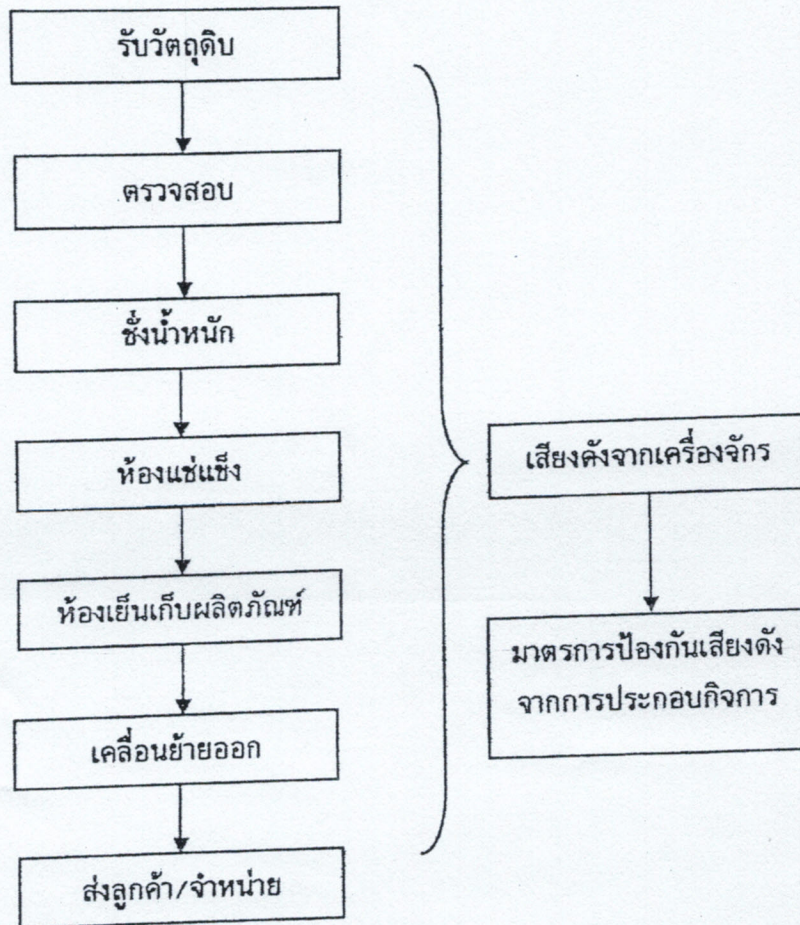 รับวัตถุดิบ
ตรวจสอบ
ชั่งน้ำหนัก
ห้องแช่แข็ง
ห้องเย็นเก็บผลิตภัณฑ์
เคลื่อนย้ายออก
ส่งลูกค้า/จำหน่าย
เสียงดังจากเครื่องจักร
มาตรการป้องกันเสียงดัง
จากการประกอบกิจการ